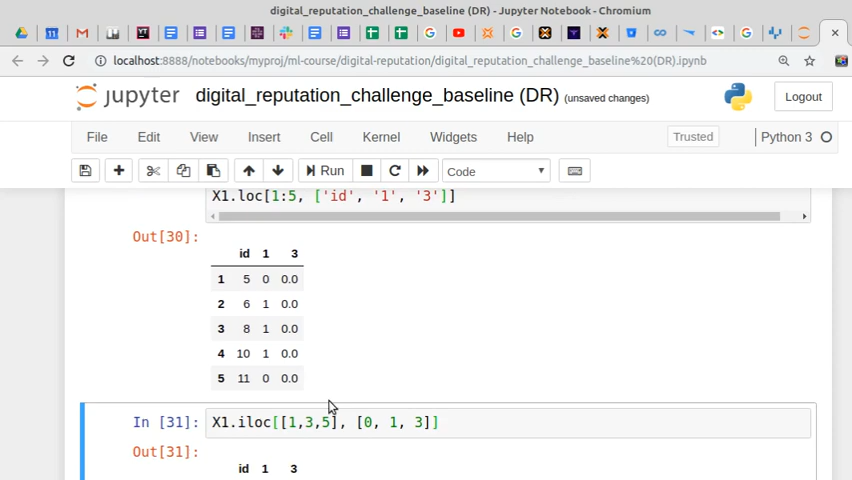 digital_reputation_challenge_baseline (DR) - Jupyter Notebook - Chromium
localhost:8888/notebooks/myproj/ml-course/digital-reputation/digital_reputation_challenge_baseline%20(DR).ipynb
jupyter digital_reputation_challenge_baseline (DR) (unsaved changes) Logout
File Edit View Insert Cell Kernel Widgets Help Trusted Python 3
Run Code
X1.loc[1:5, ['id', '1', '3']]
Out[30]:
id 1 3
1 5 0 0.0
2 6 1 0.0
3 8 1 0.0
4 10 1 0.0
5 11 0 0.0
In [31]: X1.iloc[[1,3,5], [0, 1, 3]]
Out[31]:
id 1 3